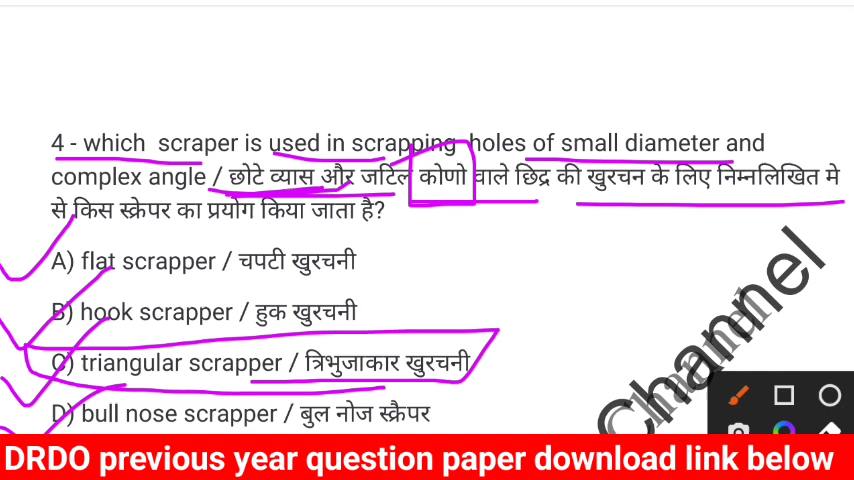 4 - which scraper is used in scrapping holes of small diameter and
complex angle / छोटे व्यास और जटिल कोणो वाले छिद्र की खुरचन के लिए निम्नलिखित मे
से किस स्क्रेपर का प्रयोग किया जाता है?
A) flat scrapper / चपटी खुरचनी
B) hook scrapper / हुक खुरचनी
C) triangular scrapper / त्रिभुजाकार खुरचनी
D) bull nose scrapper / बुल नोज स्क्रैपर
Channel
DRDO previous year question paper download link below